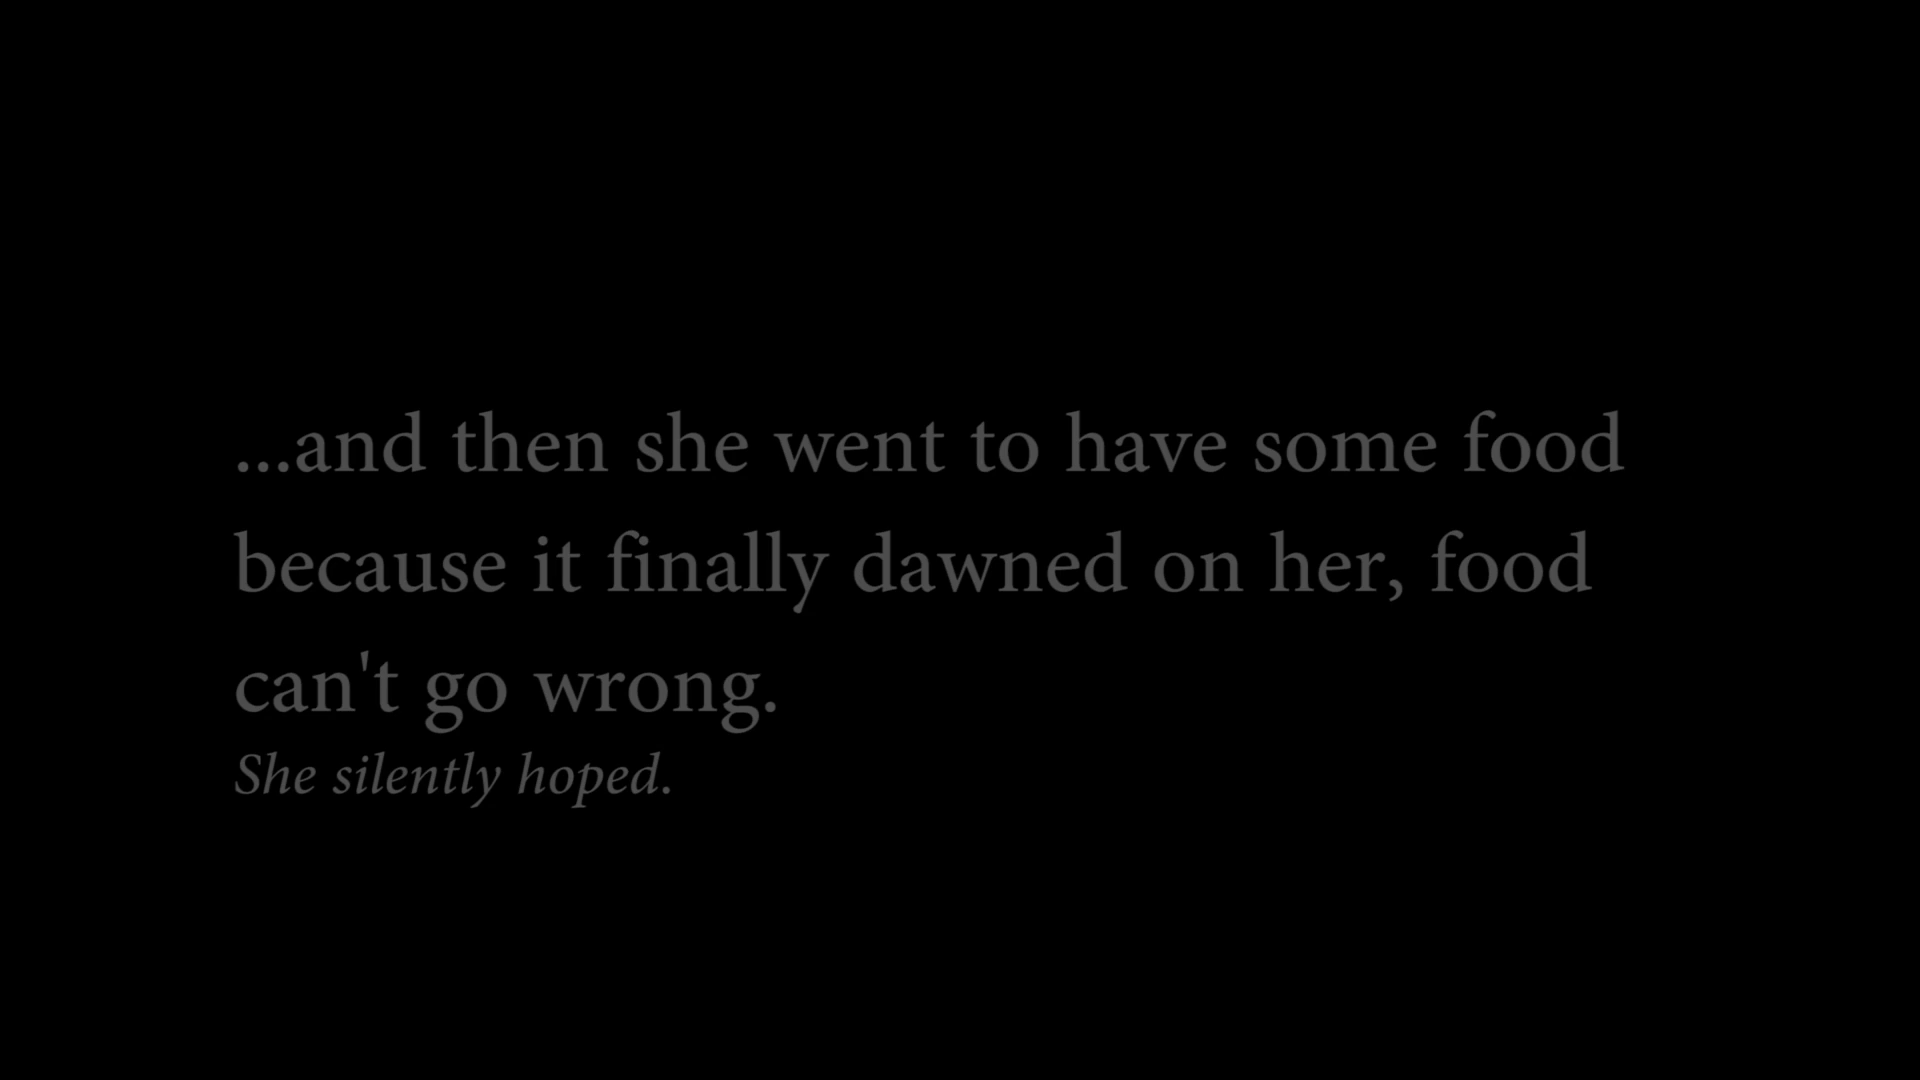 ...and then she went to have some food
because it finally dawned on her, food
can't go wrong.
She silently hoped.